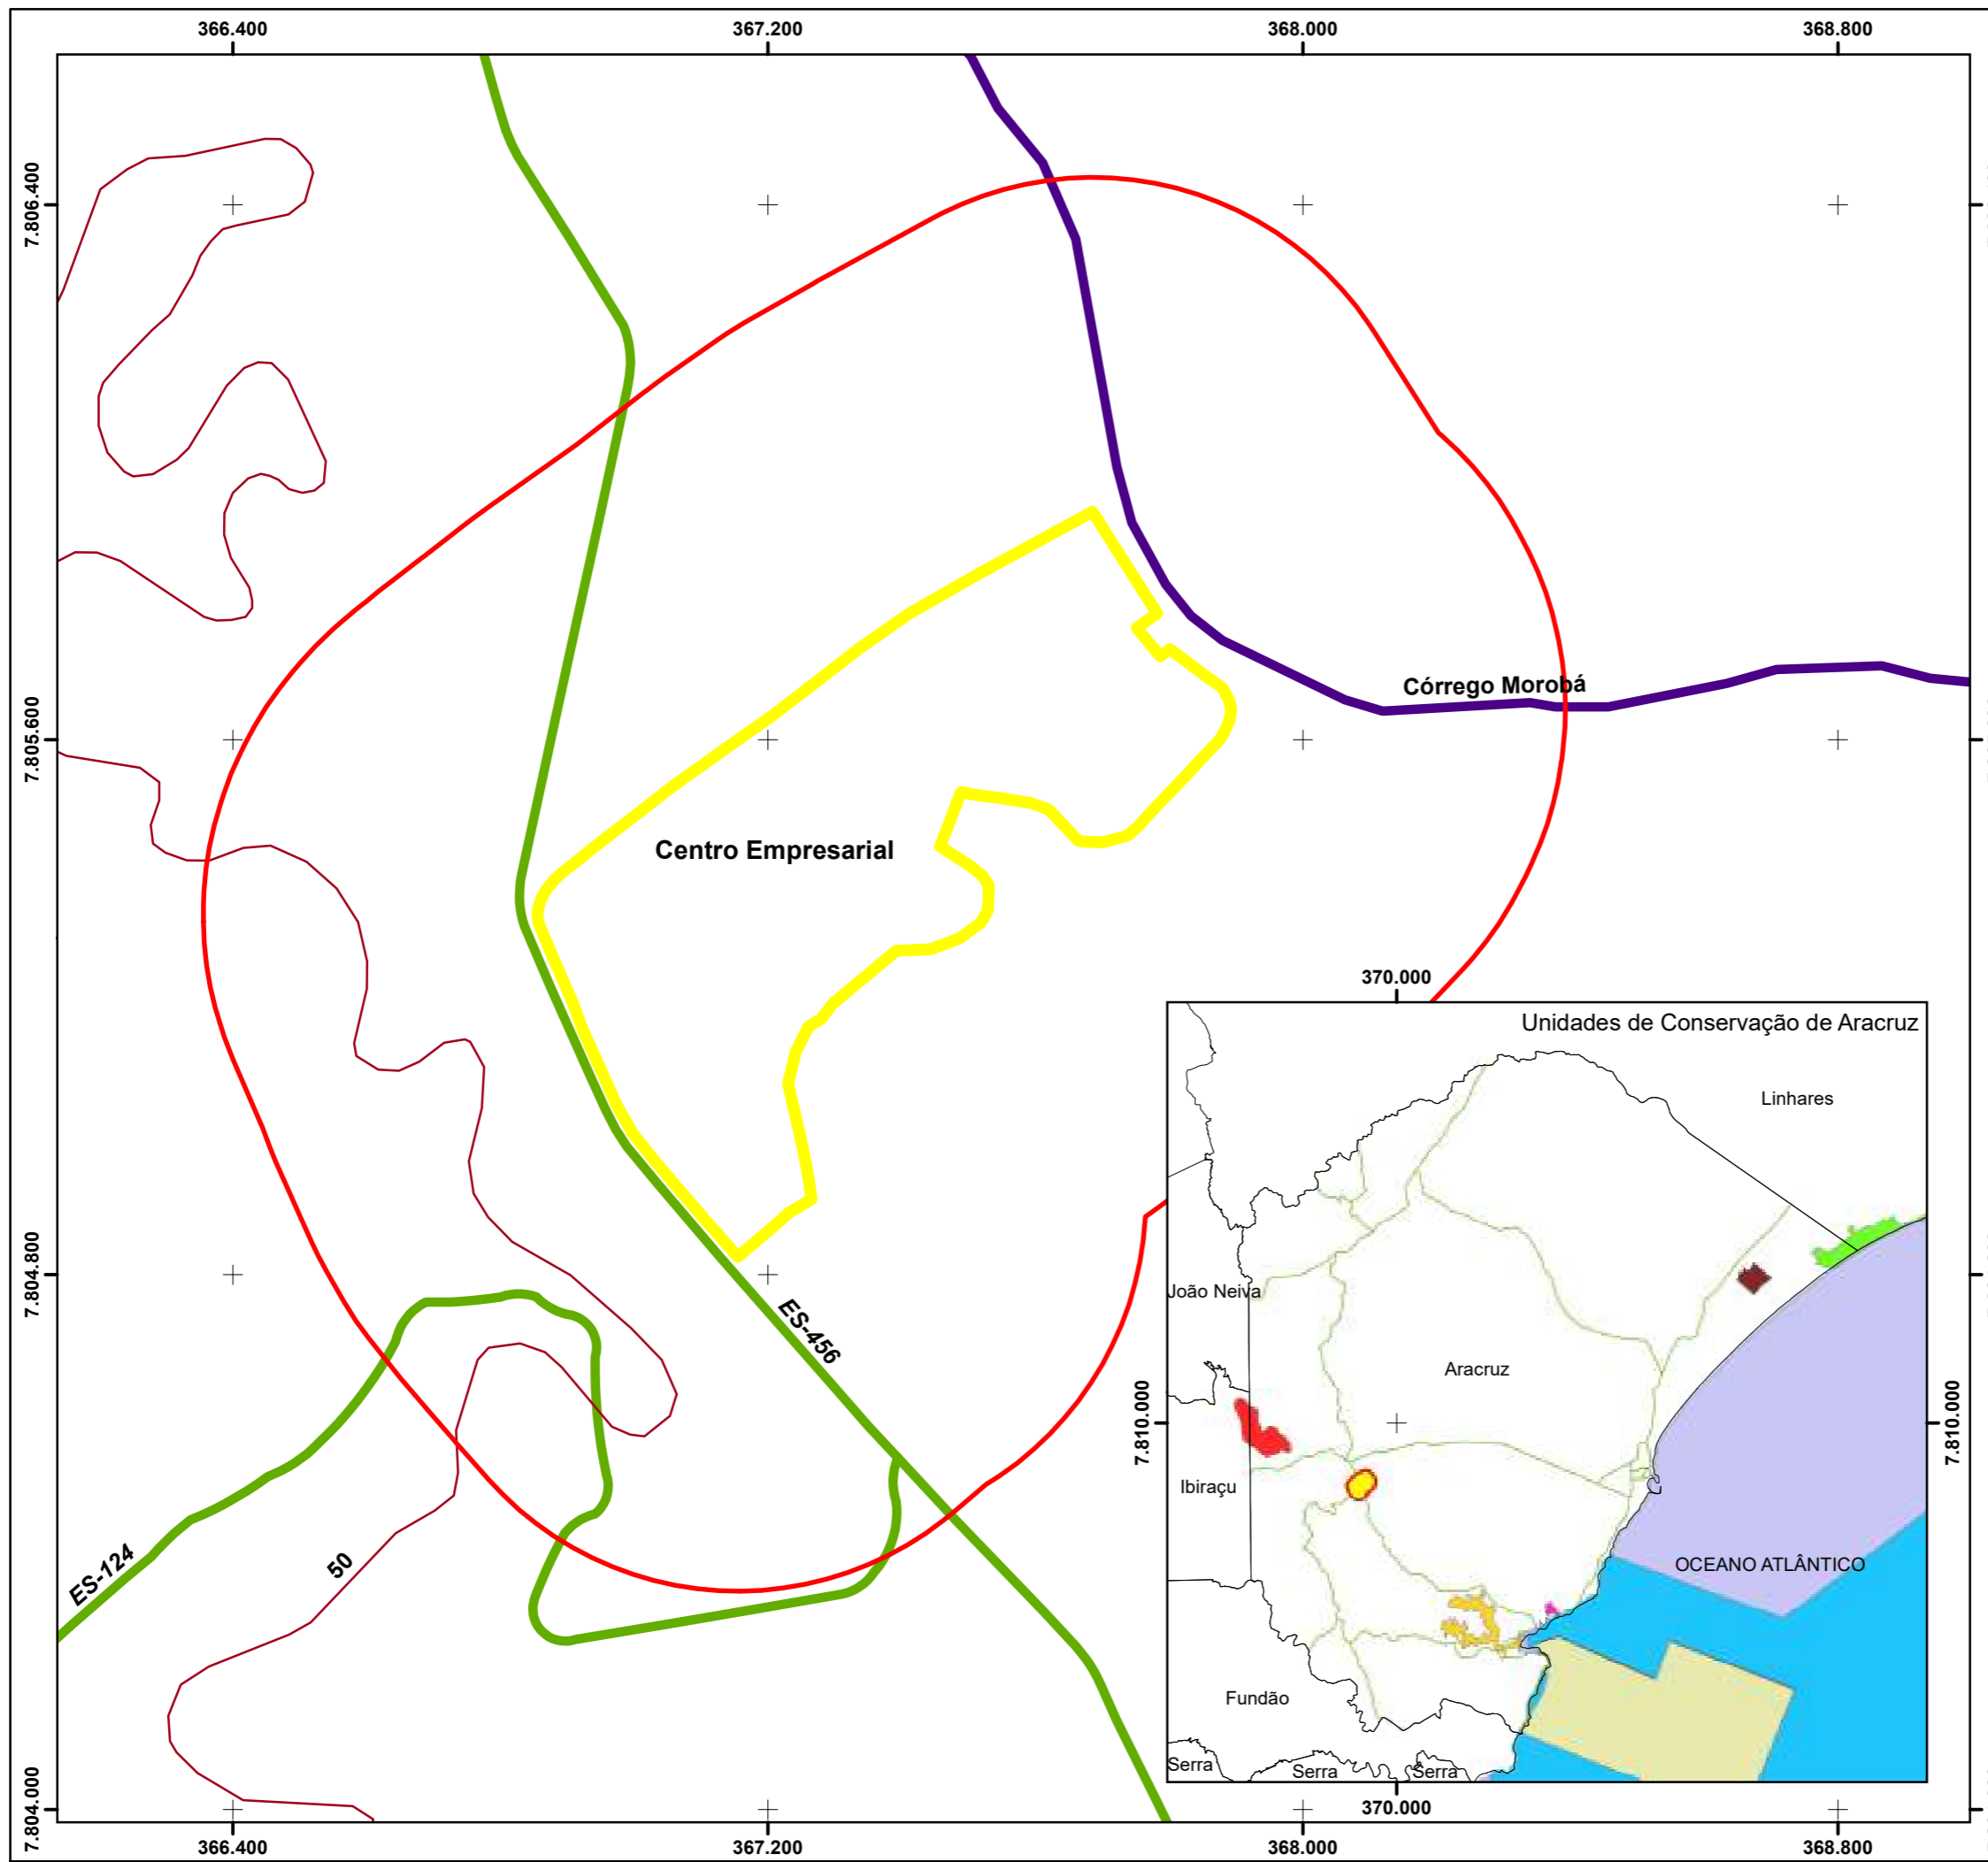 366.400 367.200 368.000 368.800
7.806.400
Córrego Morobá
7.805.600
Centro Empresarial
370.000
Unidades de Conservação de Aracruz
Linhares
7.804.800
João Neiva
ES-456
Aracruz
7.810.000 7.810.000
Ibiraçu
ES-124
50
OCEANO ATLÂNTICO
Fundão
Serra Serra Serra
370.000
7.804.000
366.400 367.200 368.000 368.800